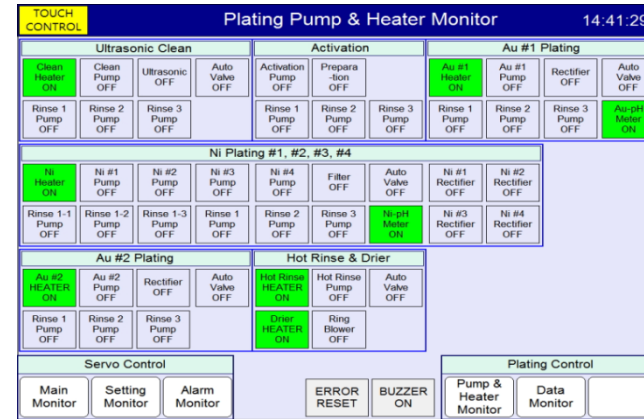 TOUCH
CONTROL
Plating Pump & Heater Monitor
14:41:29
Ultrasonic Clean
Activation
Au #1 Plating
Clean
Heater
ON
Clean
Pump
OFF
Ultrasonic
OFF
Auto
Valve
OFF
Activation
Pump
OFF
Prepara
-tion
OFF
Au #1
Heater
ON
Au #1
Pump
OFF
Rectifier
OFF
Auto
Valve
OFF
Rinse 1
Pump
OFF
Rinse 2
Pump
OFF
Rinse 3
Pump
OFF
Rinse 1
Pump
OFF
Rinse 2
Pump
OFF
Rinse 3
Pump
OFF
Rinse 1
Pump
OFF
Rinse 2
Pump
OFF
Rinse 3
Pump
OFF
Au-pH
Meter
ON
Ni Plating #1, #2, #3, #4
Ni
Heater
ON
Ni #1
Pump
OFF
Ni #2
Pump
OFF
Ni #3
Pump
OFF
Ni #4
Pump
OFF
Filter
OFF
Auto
Valve
OFF
Ni #1
Rectifier
OFF
Ni #2
Rectifier
OFF
Rinse 1-1
Pump
OFF
Rinse 1-2
Pump
OFF
Rinse 1-3
Pump
OFF
Rinse 1
Pump
OFF
Rinse 2
Pump
OFF
Rinse 3
Pump
OFF
Ni-pH
Meter
ON
Ni #3
Rectifier
OFF
Ni #4
Rectifier
OFF
Au #2 Plating
Hot Rinse & Drier
Au #2
HEATER
ON
Au #2
Pump
OFF
Rectifier
OFF
Auto
Valve
OFF
Hot Rinse
HEATER
ON
Hot Rinse
Pump
OFF
Auto
Valve
OFF
Rinse 1
Pump
OFF
Rinse 2
Pump
OFF
Rinse 3
Pump
OFF
Drier
HEATER
ON
Ring
Blower
OFF
Servo Control
Plating Control
Main
Monitor
Setting
Monitor
Alarm
Monitor
ERROR
RESET
BUZZER
ON
Pump &
Heater
Monitor
Data
Monitor